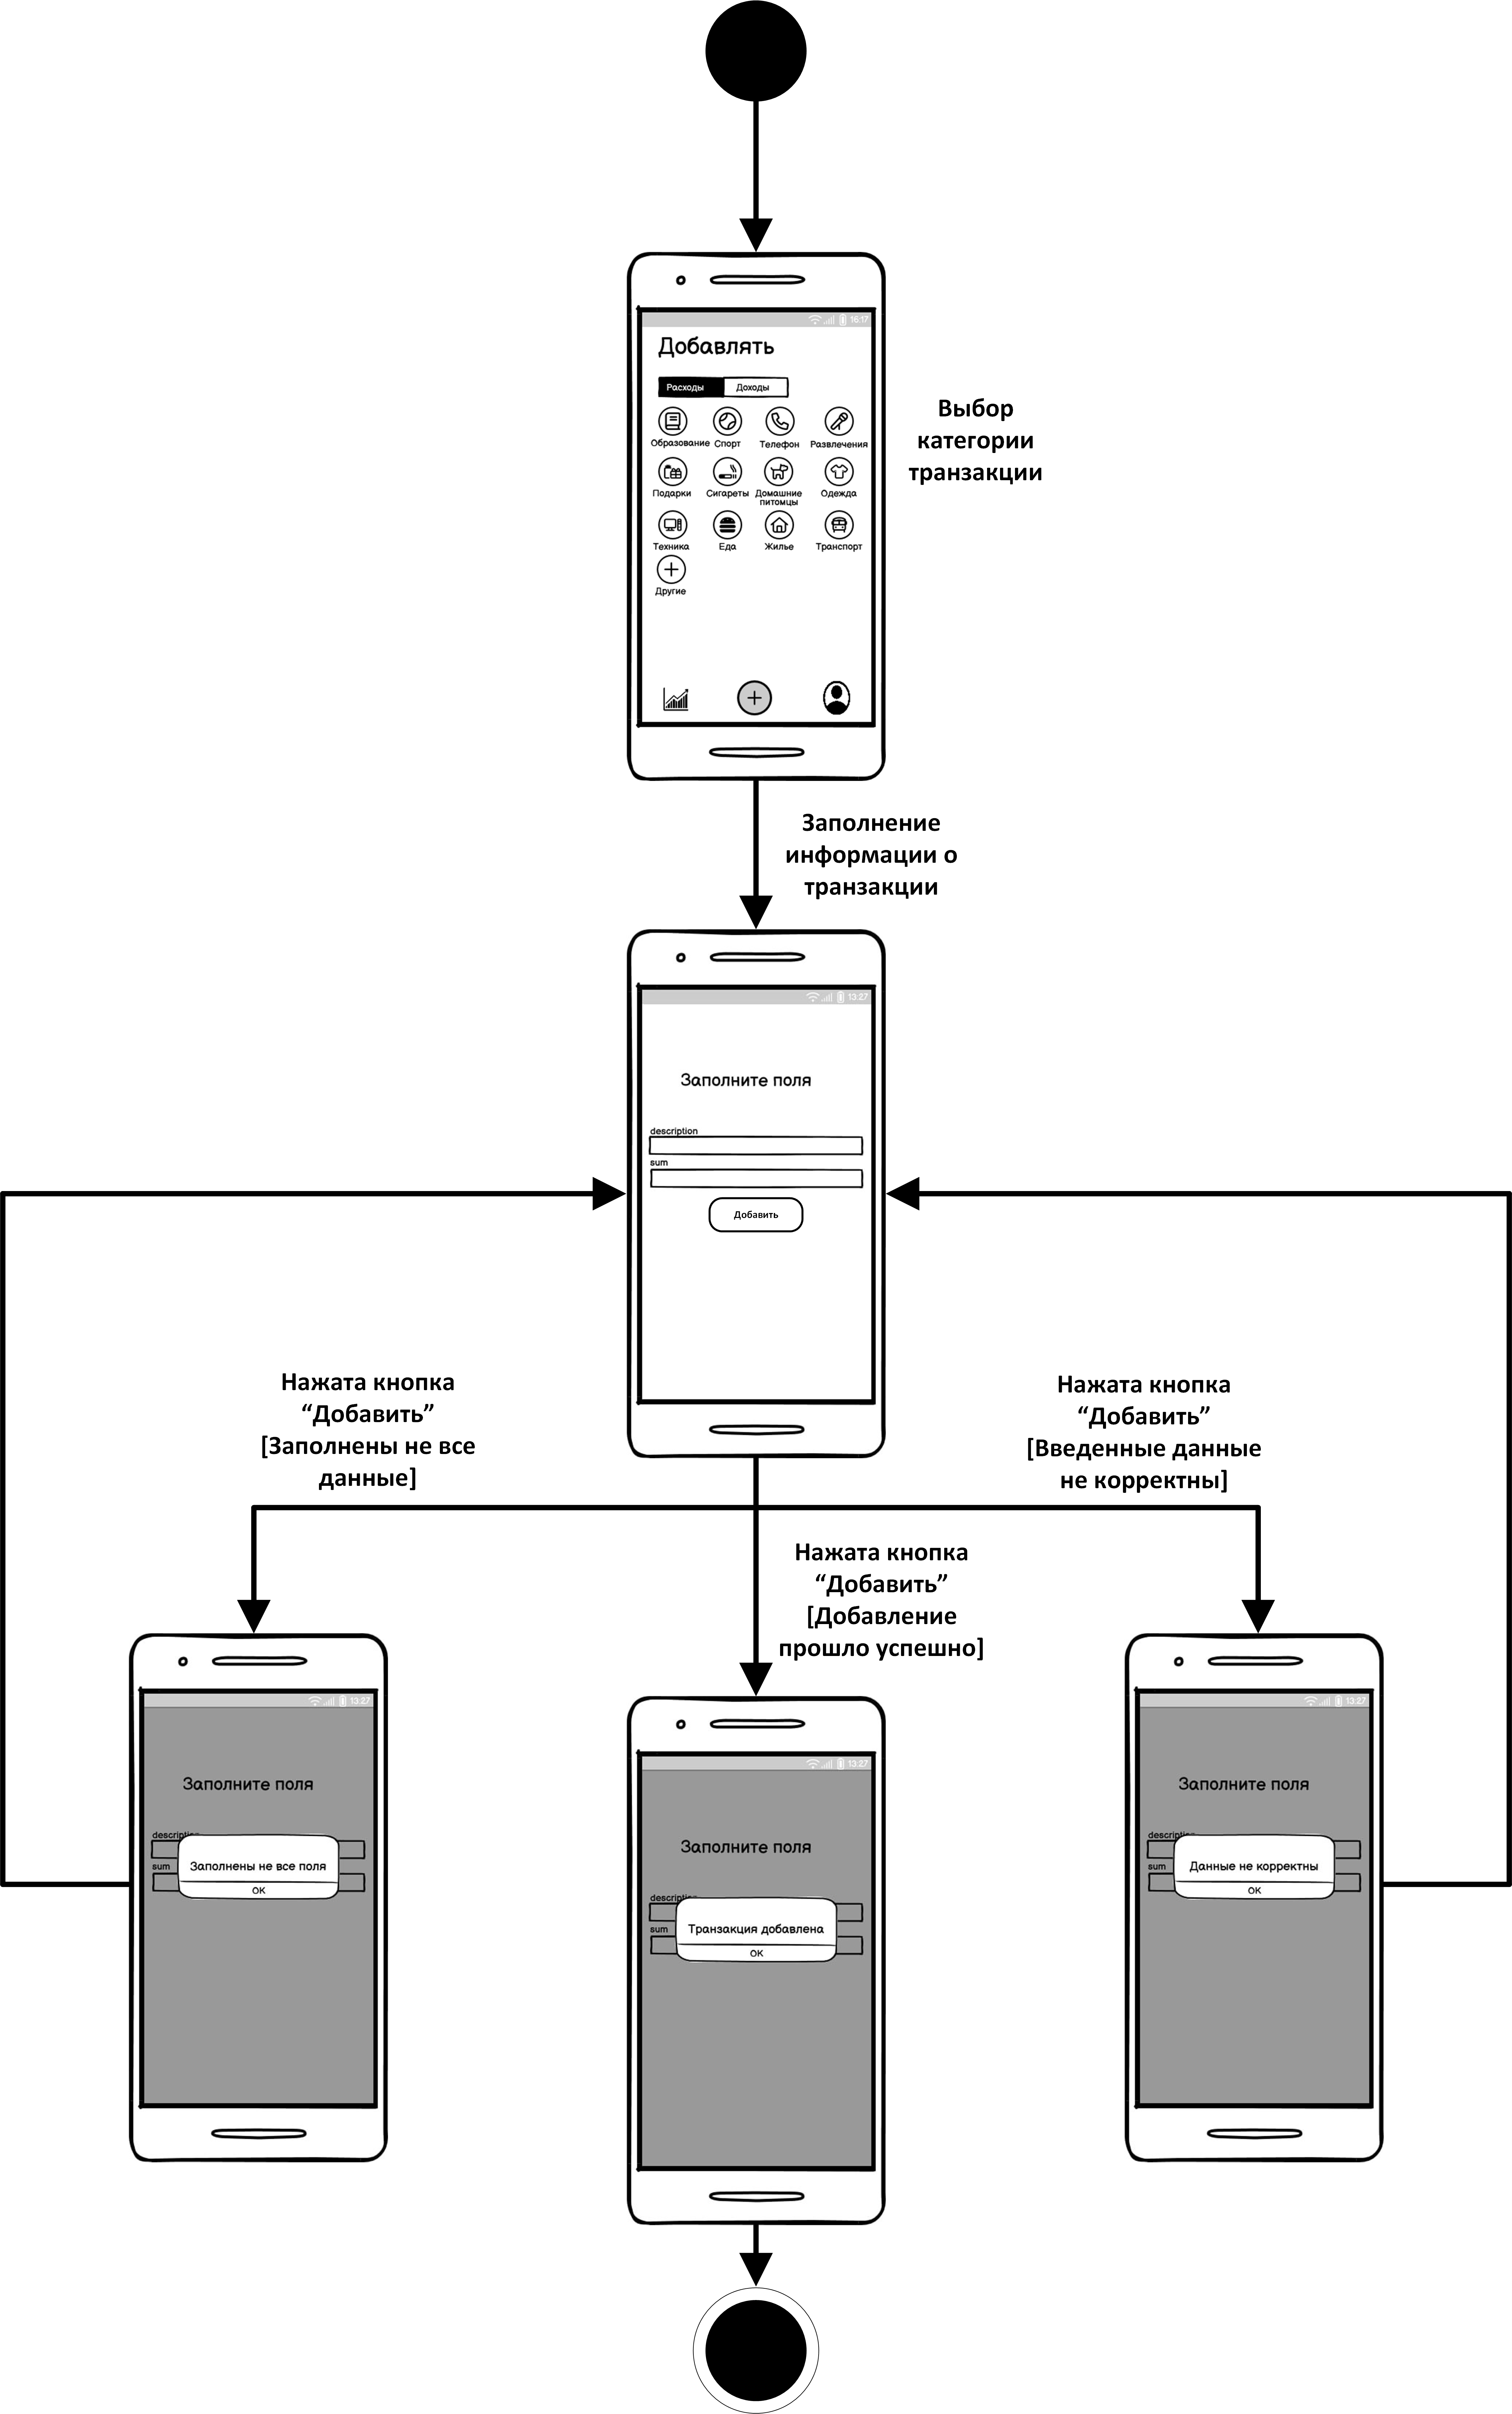 16:17
Добавлять
Расходы Доходы
Образование Спорт Телефон Развлечения
Подарки Сигареты Домашние питомцы Одежда
Техника Еда Жилье Транспорт
Другие
Выбор
категории
транзакции
Заполнение
информации о
транзакции
13:27
Заполните поля
description
sum
Добавить
Нажата кнопка
“Добавить”
[Заполнены не все
данные]
Нажата кнопка
“Добавить”
[Введенные данные
не корректны]
Нажата кнопка
“Добавить”
[Добавление
прошло успешно]
13:27
Заполните поля
description
sum
Заполнены не все поля
OK
13:27
Заполните поля
description
sum
Транзакция добавлена
OK
13:27
Заполните поля
description
sum
Данные не корректны
OK